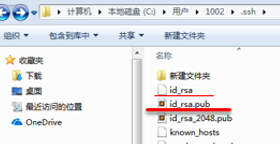 计算机 ▸ 本地磁盘 (C:) ▸ 用户 ▸ 1002 ▸ .ssh ▸
包含到库中 ▾ 共享 ▾ 新建文件夹
收藏夹
下载
桌面
最近访问的位置
OneDrive
名称
新建文件夹
id_rsa
id_rsa.pub
id_rsa_2048.pub
known_hosts